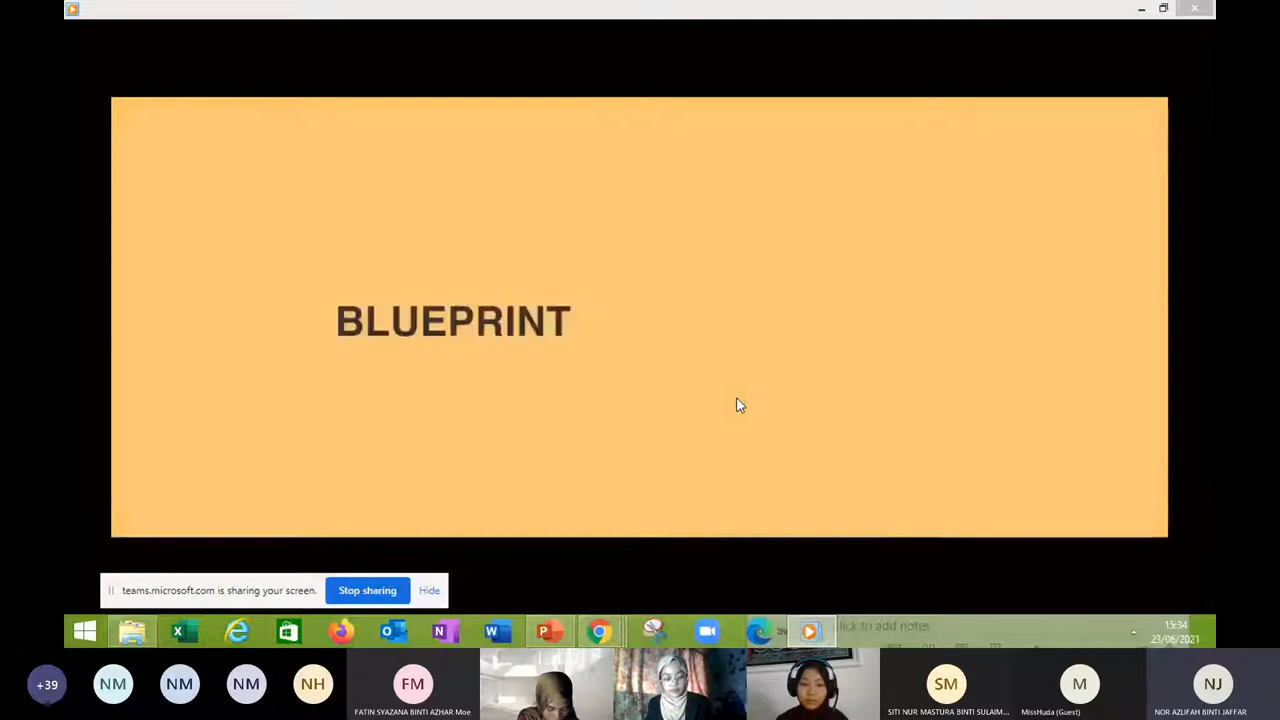 BLUEPRINT
teams.microsoft.com is sharing your screen.
Stop sharing
Hide
click to add notes
15:34
23/06/2021
+39
NM
NM
NM
NH
FM
FATIN SYAZANA BINTI AZHAR Moe
SM
SITI NUR MASTURA BINTI SULAIM...
M
MissHuda (Guest)
NJ
NOR AZLIFAH BINTI JAFFAR